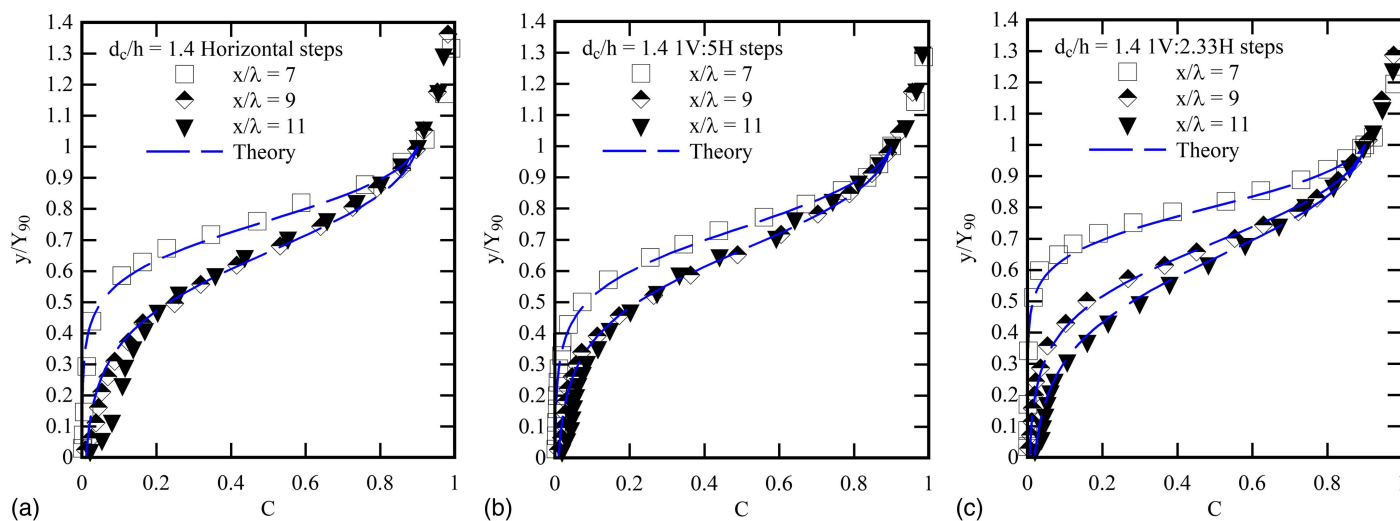 1.4
1.3
1.2
1.1
1
0.9
0.8
0.7
0.6
0.5
0.4
0.3
0.2
0.1
0
y/Y90
dc/h = 1.4 Horizontal steps
x/λ = 7
x/λ = 9
x/λ = 11
Theory
0 0.2 0.4 0.6 0.8 1
C
(a)
1.4
1.3
1.2
1.1
1
0.9
0.8
0.7
0.6
0.5
0.4
0.3
0.2
0.1
0
y/Y90
dc/h = 1.4 1V:5H steps
x/λ = 7
x/λ = 9
x/λ = 11
Theory
0 0.2 0.4 0.6 0.8 1
C
(b)
1.4
1.3
1.2
1.1
1
0.9
0.8
0.7
0.6
0.5
0.4
0.3
0.2
0.1
0
y/Y90
dc/h = 1.4 1V:2.33H steps
x/λ = 7
x/λ = 9
x/λ = 11
Theory
0 0.2 0.4 0.6 0.8 1
C
(c)